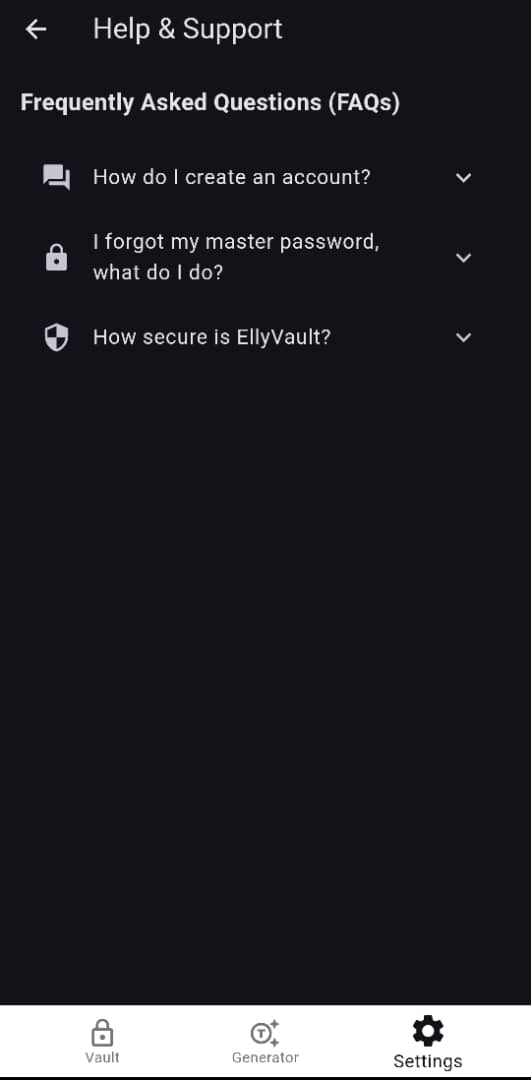 Help & Support
Frequently Asked Questions (FAQs)
How do I create an account?
I forgot my master password,
what do I do?
How secure is EllyVault?
Vault
Generator
Settings